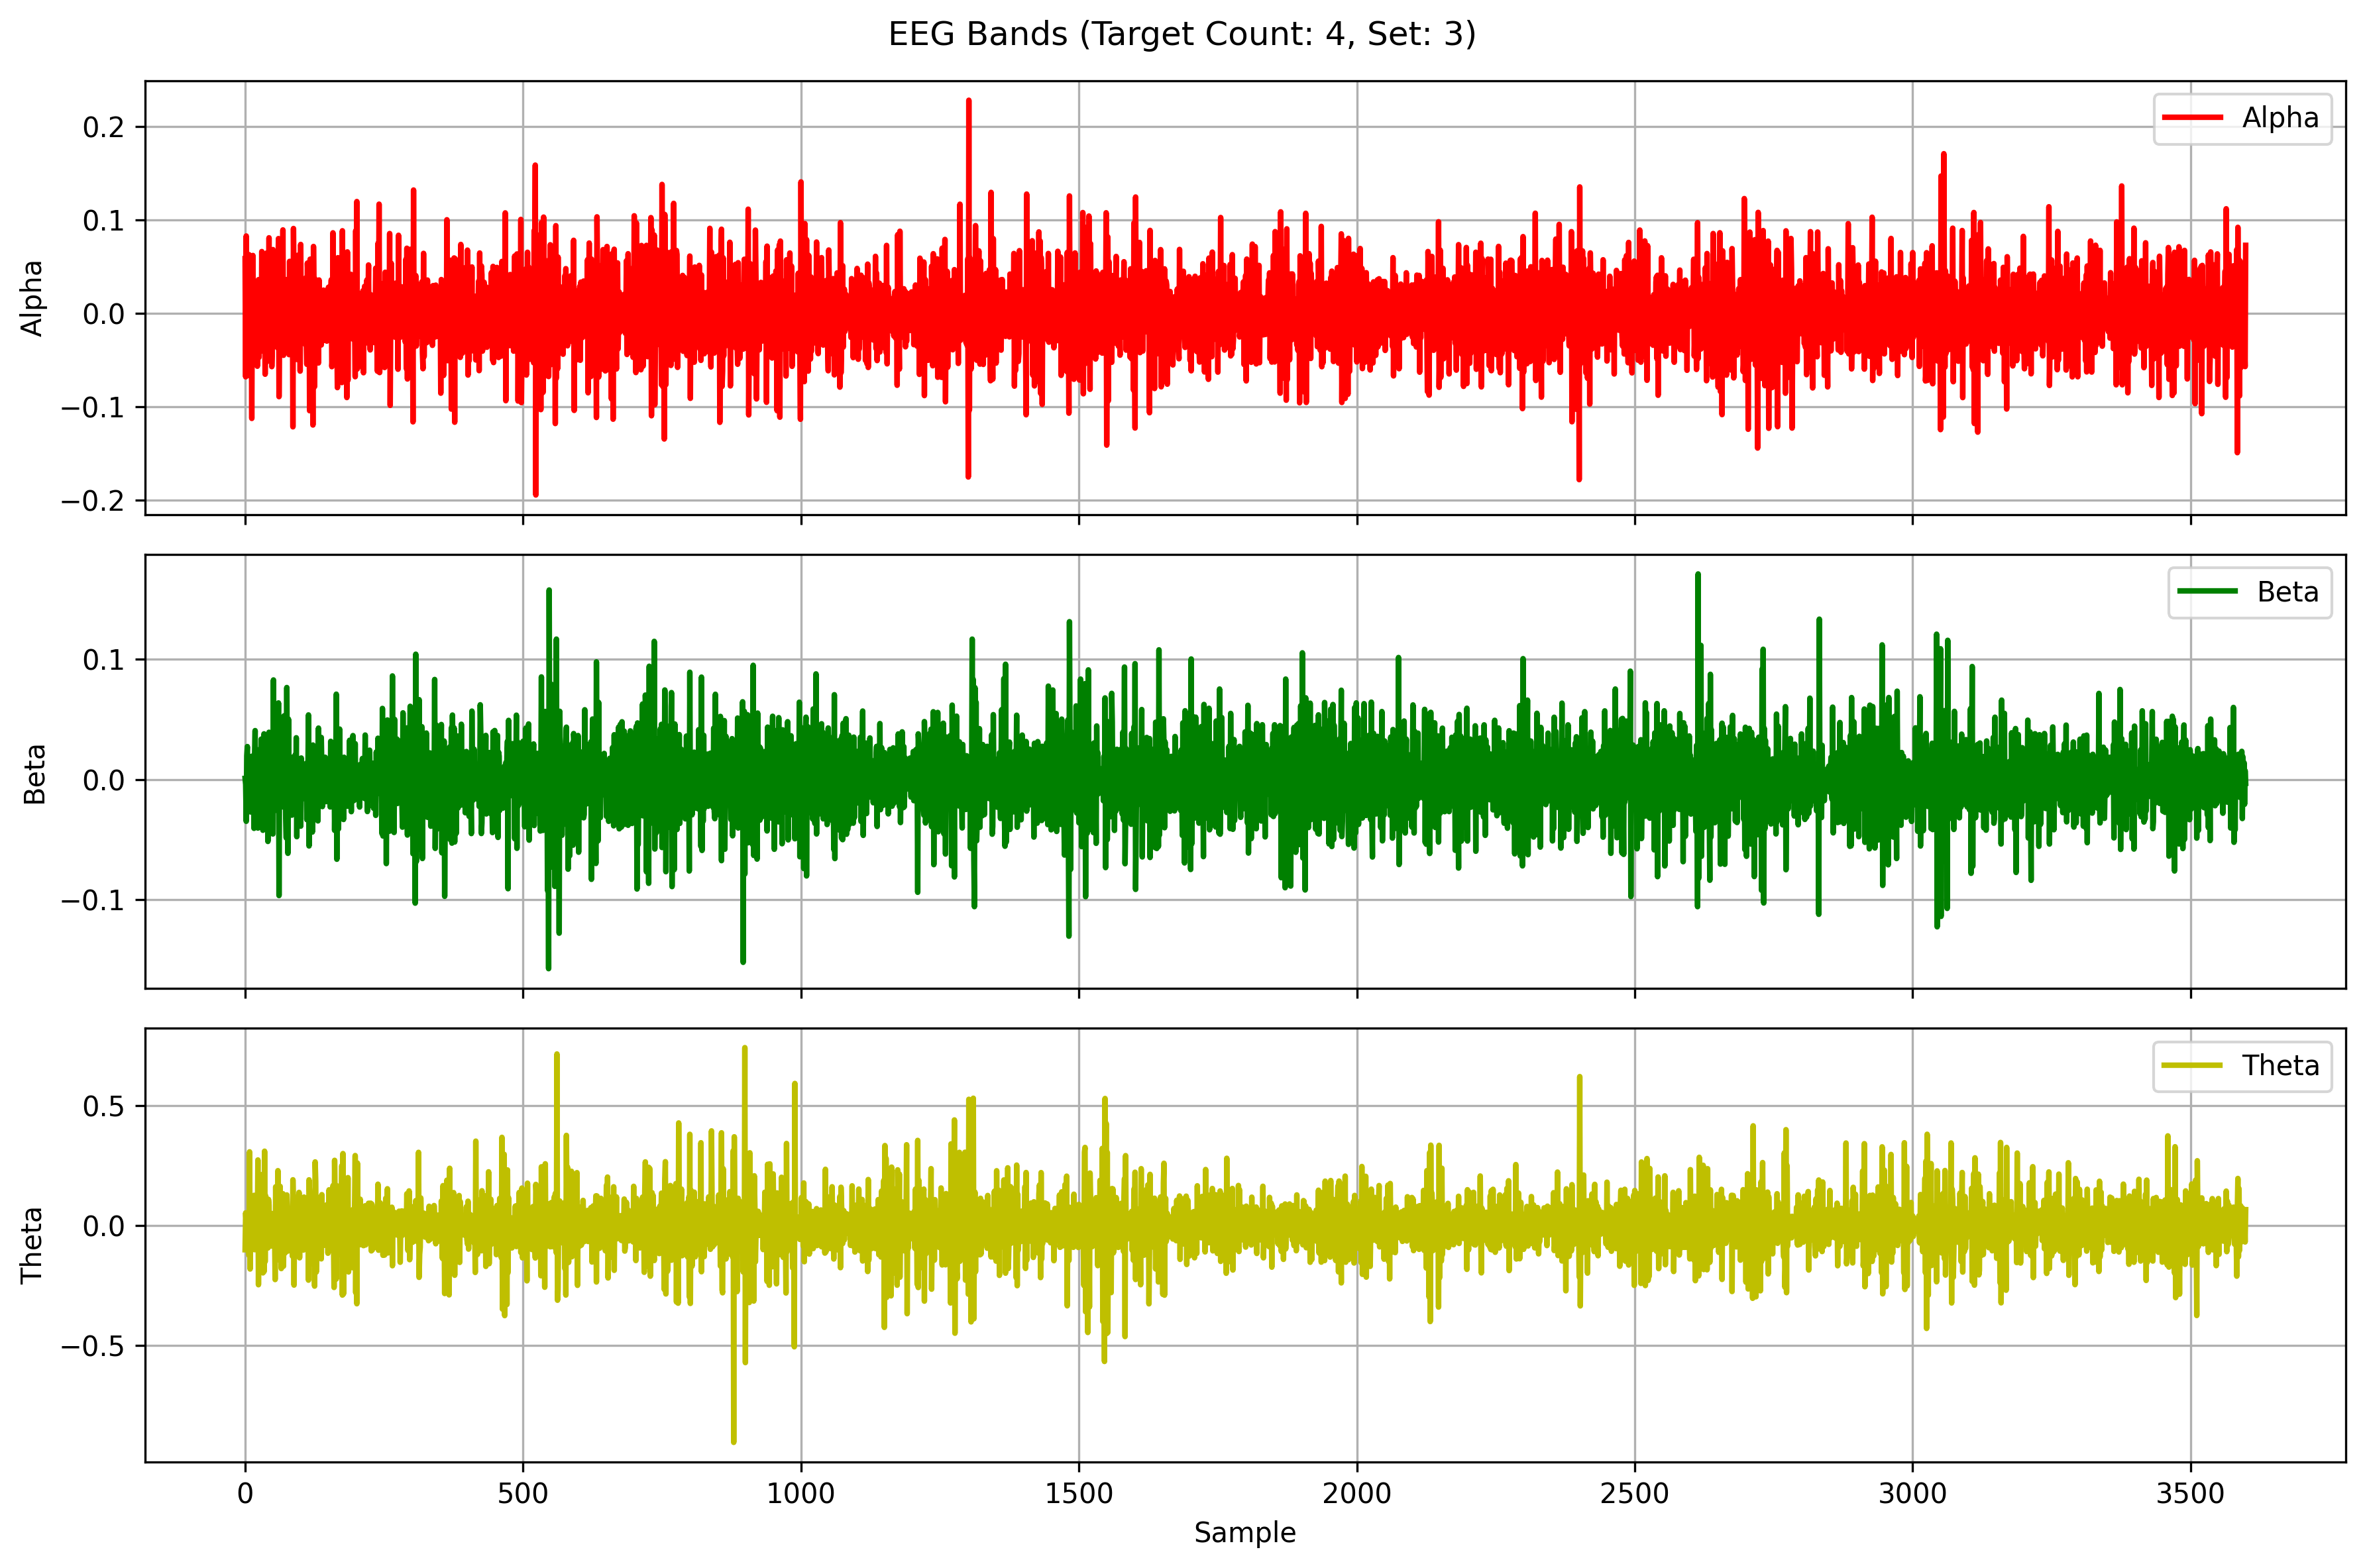 EEG Bands (Target Count: 4, Set: 3)
Alpha
0.2
0.1
0.0
−0.1
−0.2
Alpha
Beta
0.1
0.0
−0.1
Beta
Theta
0.5
0.0
−0.5
Theta
0 500 1000 1500 2000 2500 3000 3500
Sample